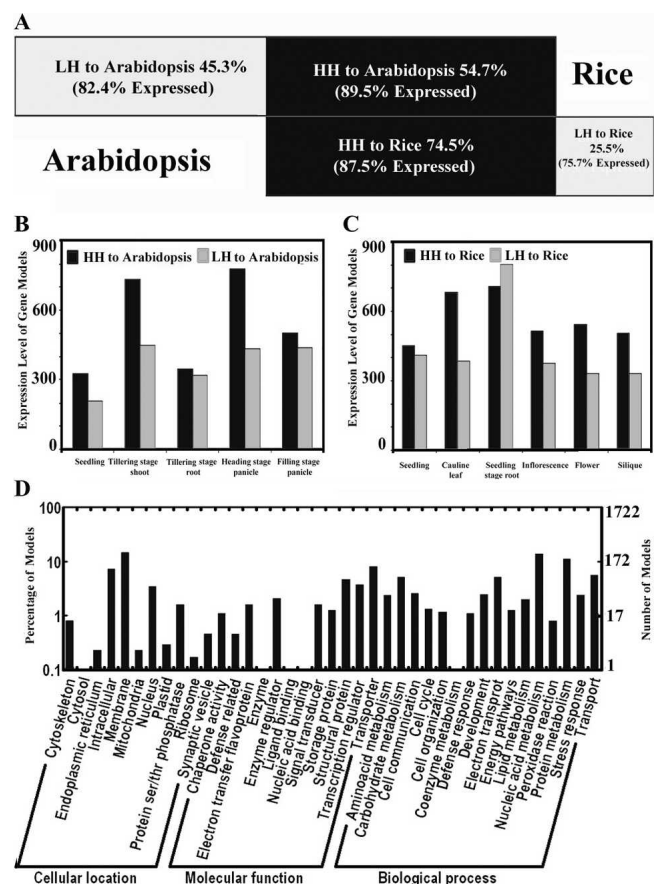 A
LH to Arabidopsis 45.3%
(82.4% Expressed)
HH to Arabidopsis 54.7%
(89.5% Expressed)
Rice
Arabidopsis
HH to Rice 74.5%
(87.5% Expressed)
LH to Rice
25.5%
(75.7% Expressed)
B
Expression Level of Gene Models
900
600
300
0
HH to Arabidopsis
LH to Arabidopsis
Seedling
Tillering stage
shoot
Tillering stage
root
Heading stage
panicle
Filling stage
panicle
C
Expression Level of Gene Models
900
600
300
0
HH to Rice
LH to Rice
Seedling
Cauline
leaf
Seedling
stage root
Inflorescence
Flower
Silique
D
Percentage of Models
100
10
1
0.1
1722
172
17
1
Number of Models
Cytoskeleton
Cytosol
Endoplasmic reticulum
Intracellular
Membrane
Mitochondria
Nucleus
Plastid
Protein ser/thr phosphatase
Ribosome
Synaptic vesicle
Chaperone activity
Defense related
Electron transfer flavoprotein
Enzyme
Enzyme regulator
Ligand binding
Nucleic acid binding
Signal transducer
Storage protein
Structural protein
Transcription regulator
Transporter
Aminoacid metabolism
Carbohydrate metabolism
Cell communication
Cell cycle
Cell organization
Coenzyme metabolism
Defense response
Development
Electron transprot
Energy pathways
Lipid metabolism
Nucleic acid metabolism
Peroxidase reaction
Protein metabolism
Stress response
Transport
Cellular location
Molecular function
Biological process